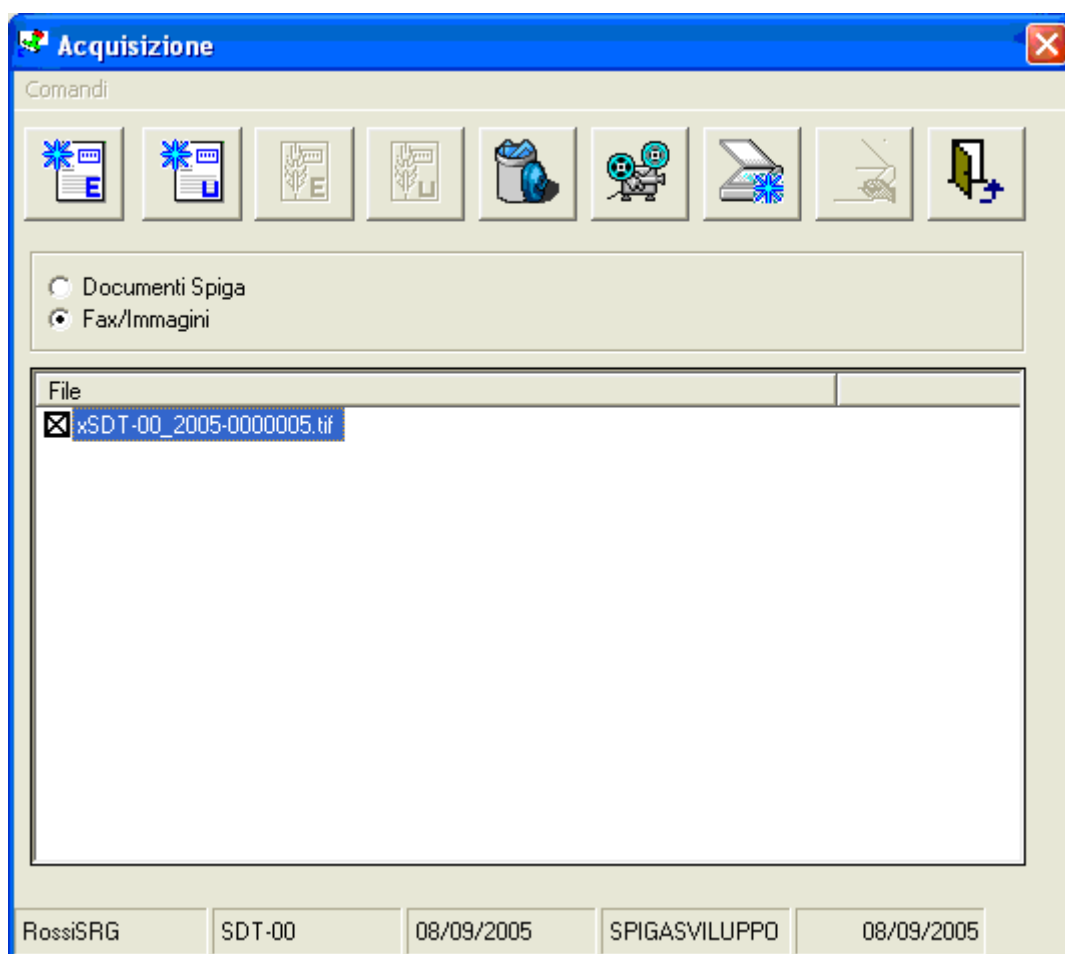 Acquisizione
Comandi
E U E U
Documenti Spiga
Fax/Immagini
File
xSDT-00_2005-0000005.tif
RossiSRG SDT-00 08/09/2005 SPIGASVILUPPO 08/09/2005